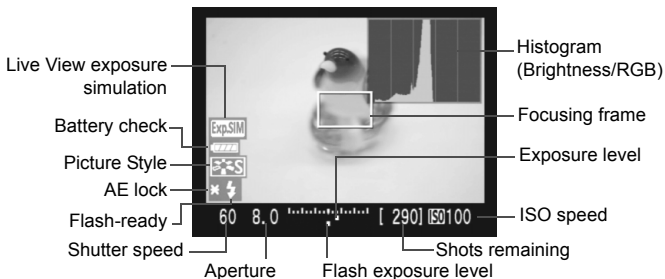 Histogram
(Brightness/RGB)
Live View exposure
simulation
Focusing frame
Exp.SIM
Battery check
Exposure level
Picture Style
S
AE lock
Flash-ready
60 8.0 [ 290] ISO 100
ISO speed
Shutter speed
Shots remaining
Aperture
Flash exposure level